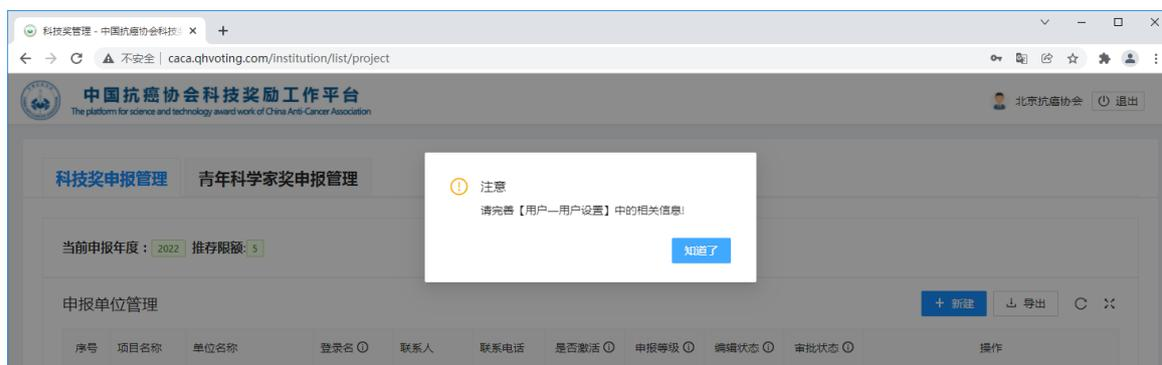 科技奖管理 - 中国抗癌协会科技
不安全 | caca.qhvoting.com/institution/list/project
中国抗癌协会科技奖励工作平台
The platform for science and technology award work of China Anti-Cancer Association
北京抗癌协会 退出
科技奖申报管理 青年科学家奖申报管理
注意
请完善【用户—用户设置】中的相关信息!
知道了
当前申报年度： 2022 推荐限额: 5
申报单位管理
+ 新建 导出
序号 项目名称 单位名称 登录名 联系人 联系电话 是否激活 申报等级 编辑状态 审批状态 操作